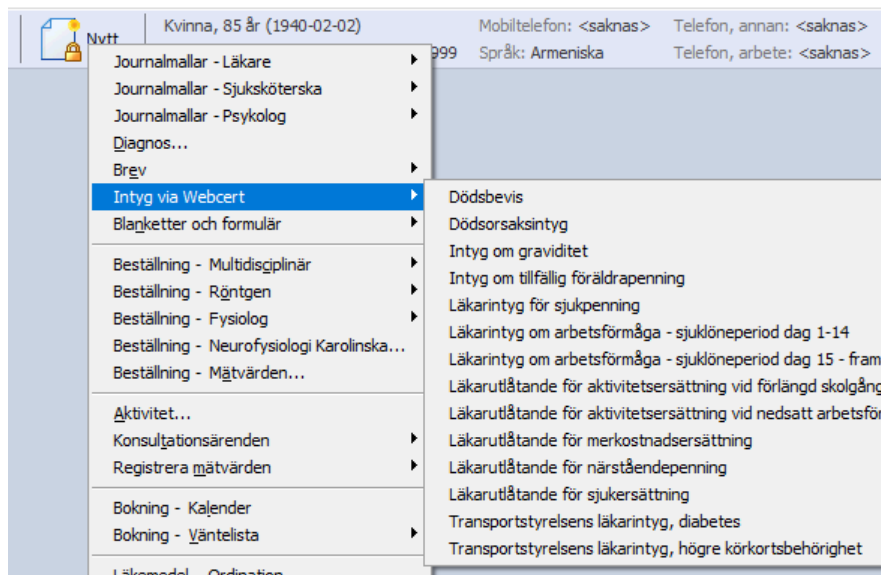 Kvinna, 85 år (1940-02-02) Mobiltelefon: <saknas> Telefon, annan: <saknas>
Nytt
999 Språk: Armeniska Telefon, arbete: <saknas>
Journalmallar - Läkare
Journalmallar - Sjuksköterska
Journalmallar - Psykolog
Diagnos...
Brev
Intyg via Webcert
Blanketter och formulär
Beställning - Multidisciplinär
Beställning - Röntgen
Beställning - Fysiolog
Beställning - Neurofysiologi Karolinska...
Beställning - Mätvärden...
Aktivitet...
Konsultationsärenden
Registrera mätvärden
Bokning - Kalender
Bokning - Väntelista
Läkemedel - Ordination
Dödsbevis
Dödsorsaksintyg
Intyg om graviditet
Intyg om tillfällig föräldrapenning
Läkarintyg för sjukpenning
Läkarintyg om arbetsförmåga - sjuklöneperiod dag 1-14
Läkarintyg om arbetsförmåga - sjuklöneperiod dag 15 - fram
Läkarutlåtande för aktivitetsersättning vid förlängd skolgång
Läkarutlåtande för aktivitetsersättning vid nedsatt arbetsför
Läkarutlåtande för merkostnadsersättning
Läkarutlåtande för närståendepenning
Läkarutlåtande för sjukersättning
Transportstyrelsens läkarintyg, diabetes
Transportstyrelsens läkarintyg, högre körkortsbehörighet